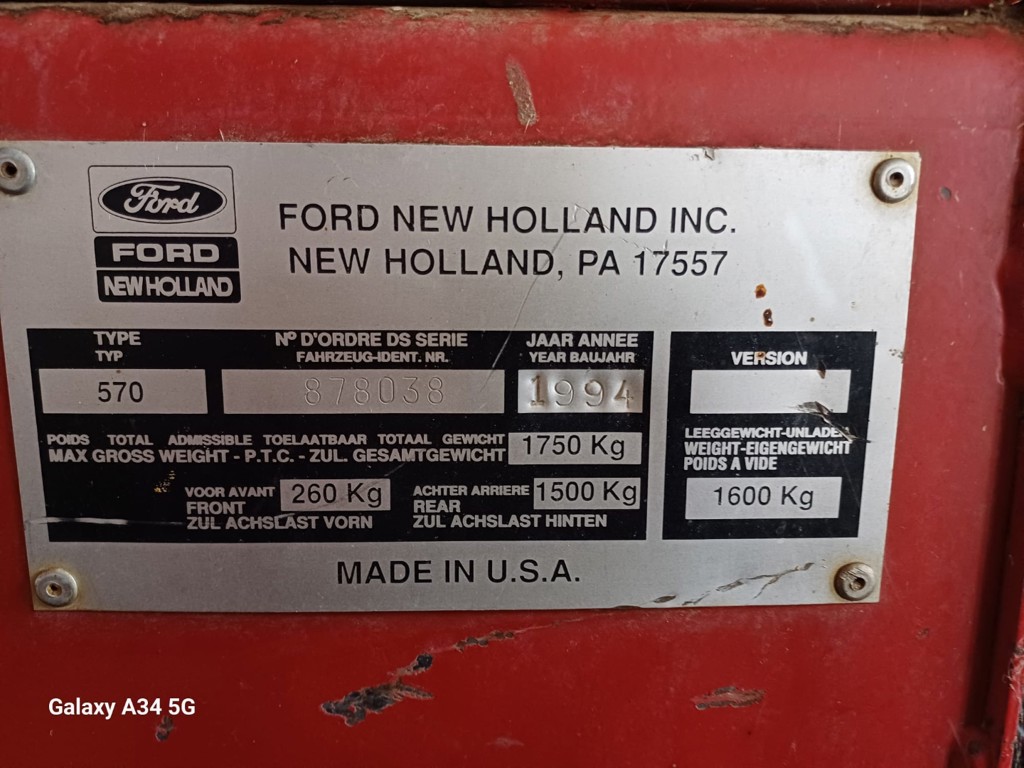 Ford
FORD
NEW HOLLAND
FORD NEW HOLLAND INC.
NEW HOLLAND, PA 17557
TYPE
TYP
570
Nº D'ORDRE DS SERIE
FAHRZEUG-IDENT. NR.
878038
JAAR ANNEE
YEAR BAUJAHR
1994
POIDS TOTAL ADMISSIBLE TOELAATBAAR TOTAAL GEWICHT
MAX GROSS WEIGHT - P.T.C. - ZUL. GESAMTGEWICHT
1750 Kg
VOOR AVANT
FRONT
ZUL ACHSLAST VORN
260 Kg
ACHTER ARRIERE
REAR
ZUL ACHSLAST HINTEN
1500 Kg
VERSION
LEEGGEWICHT-UNLADEN
WEIGHT-EIGENGEWICHT
POIDS A VIDE
1600 Kg
MADE IN U.S.A.
Galaxy A34 5G